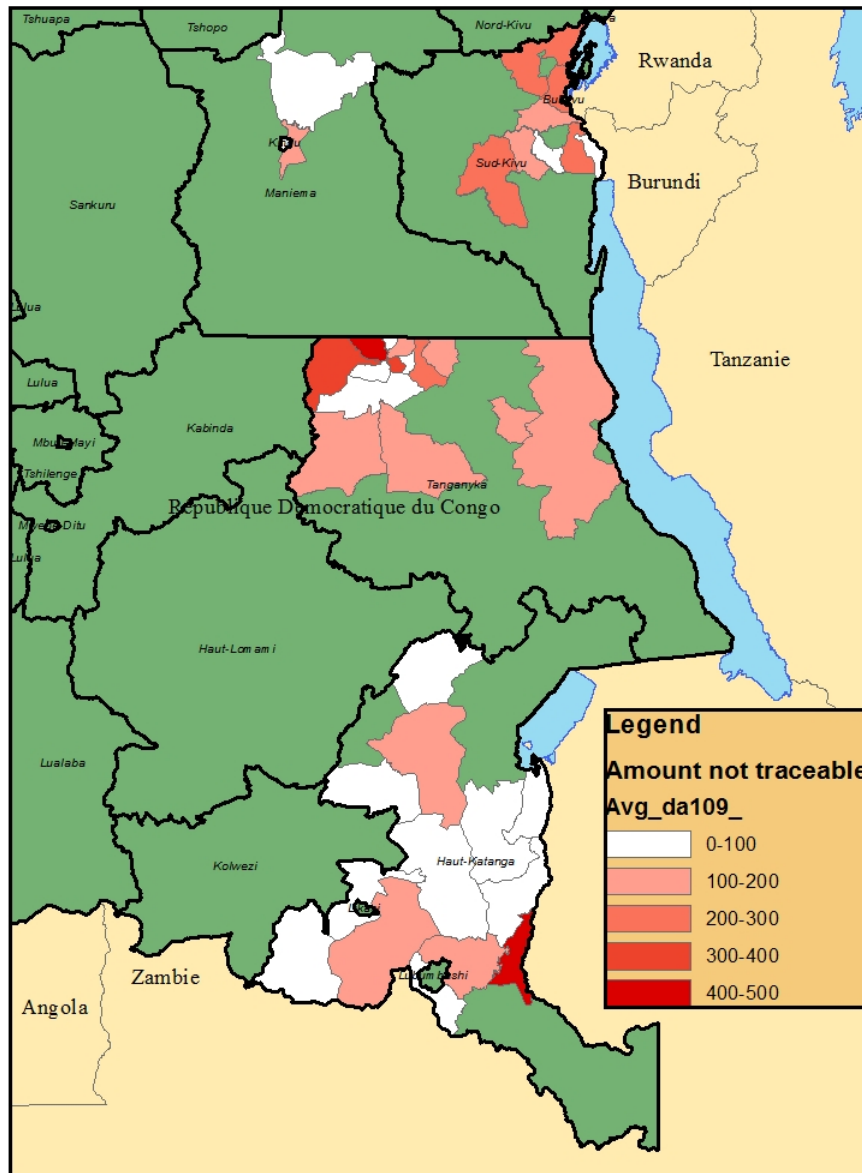 Tshuapa
Tshopo
Nord-Kivu
Rwanda
Sud-Kivu
Burundi
Maniema
Sankuru
Lulua
Tanzanie
Lulua
Kabinda
Tshilenge
Tanganyka
République Démocratique du Congo
Lulua
Haut-Lomami
Lualaba
Kolwezi
Haut-Katanga
Lubumbashi
Zambie
Angola
Legend
Amount not traceable
Avg_da109_
0-100
100-200
200-300
300-400
400-500